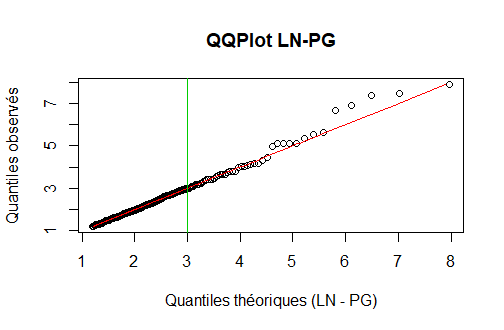 QQPlot LN-PG
Quantiles observés
7
5
3
1
1 2 3 4 5 6 7 8
Quantiles théoriques (LN - PG)